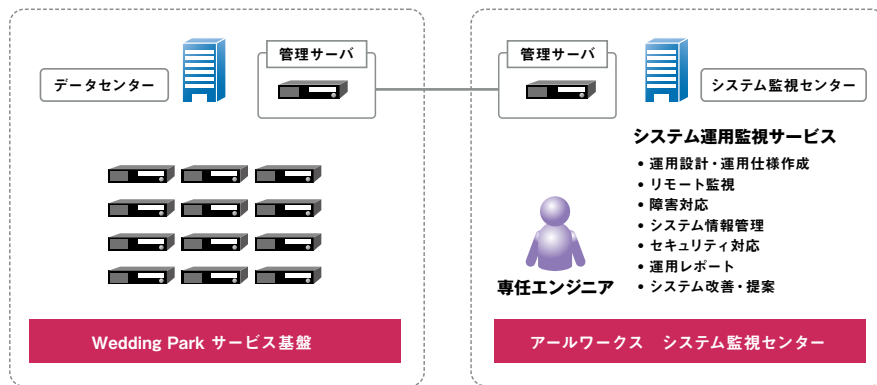 データセンター
管理サーバ
Wedding Park サービス基盤
管理サーバ
システム監視センター
システム運用監視サービス
• 運用設計・運用仕様作成
• リモート監視
• 障害対応
• システム情報管理
• セキュリティ対応
• 運用レポート
• システム改善・提案
専任エンジニア
アールワークス　システム監視センター